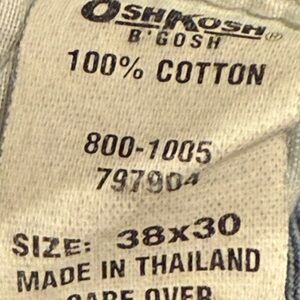 OSHKOSH®
B'GOSH
100% COTTON
800-1005
797904
SIZE: 38x30
MADE IN THAILAND
CARE OVER